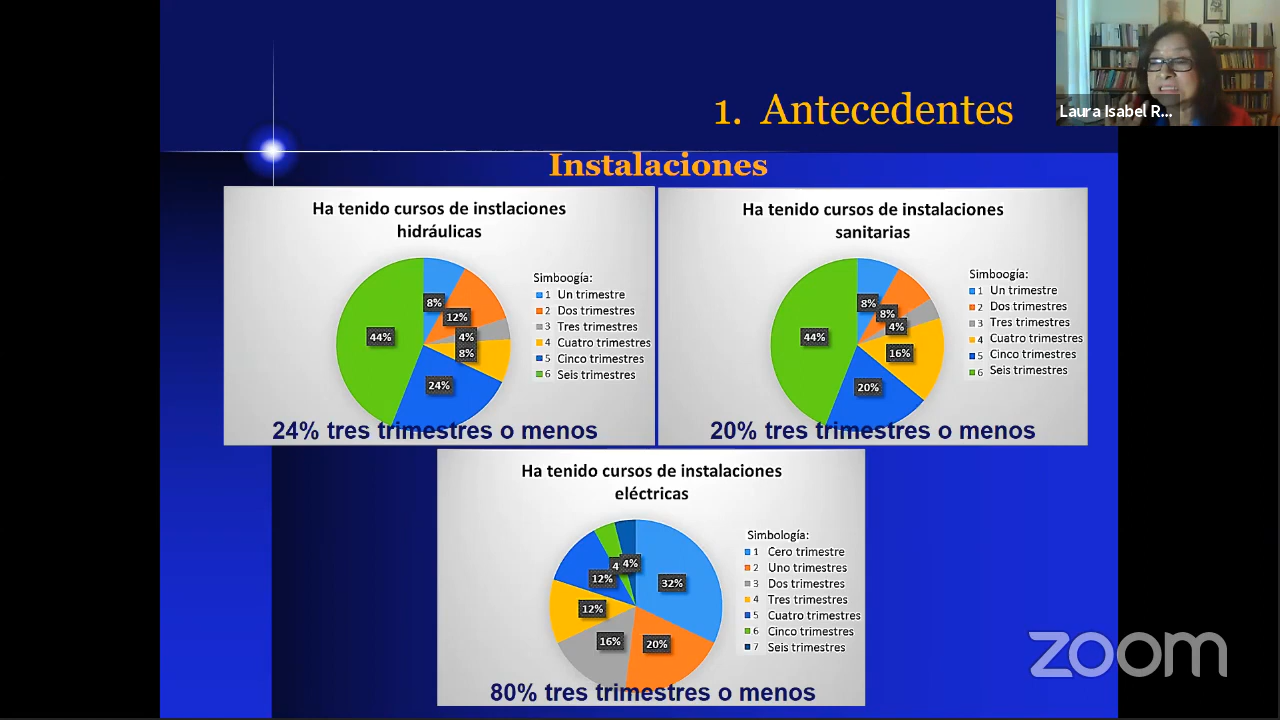 1. Antecedentes
Laura Isabel R...
Instalaciones
Ha tenido cursos de instlaciones
hidráulicas
Simboogía:
1 Un trimestre
2 Dos trimestres
3 Tres trimestres
4 Cuatro trimestres
5 Cinco trimestres
6 Seis trimestres
8%
12%
4%
8%
24%
44%
24% tres trimestres o menos
Ha tenido cursos de instalaciones
sanitarias
Simboogía:
1 Un trimestre
2 Dos trimestres
3 Tres trimestres
4 Cuatro trimestres
5 Cinco trimestres
6 Seis trimestres
8%
8%
4%
16%
20%
44%
20% tres trimestres o menos
Ha tenido cursos de instalaciones
eléctricas
Simbología:
1 Cero trimestre
2 Uno trimestres
3 Dos trimestres
4 Tres trimestres
5 Cuatro trimestres
6 Cinco trimestres
7 Seis trimestres
32%
20%
16%
12%
12%
4
4%
80% tres trimestres o menos
zoom